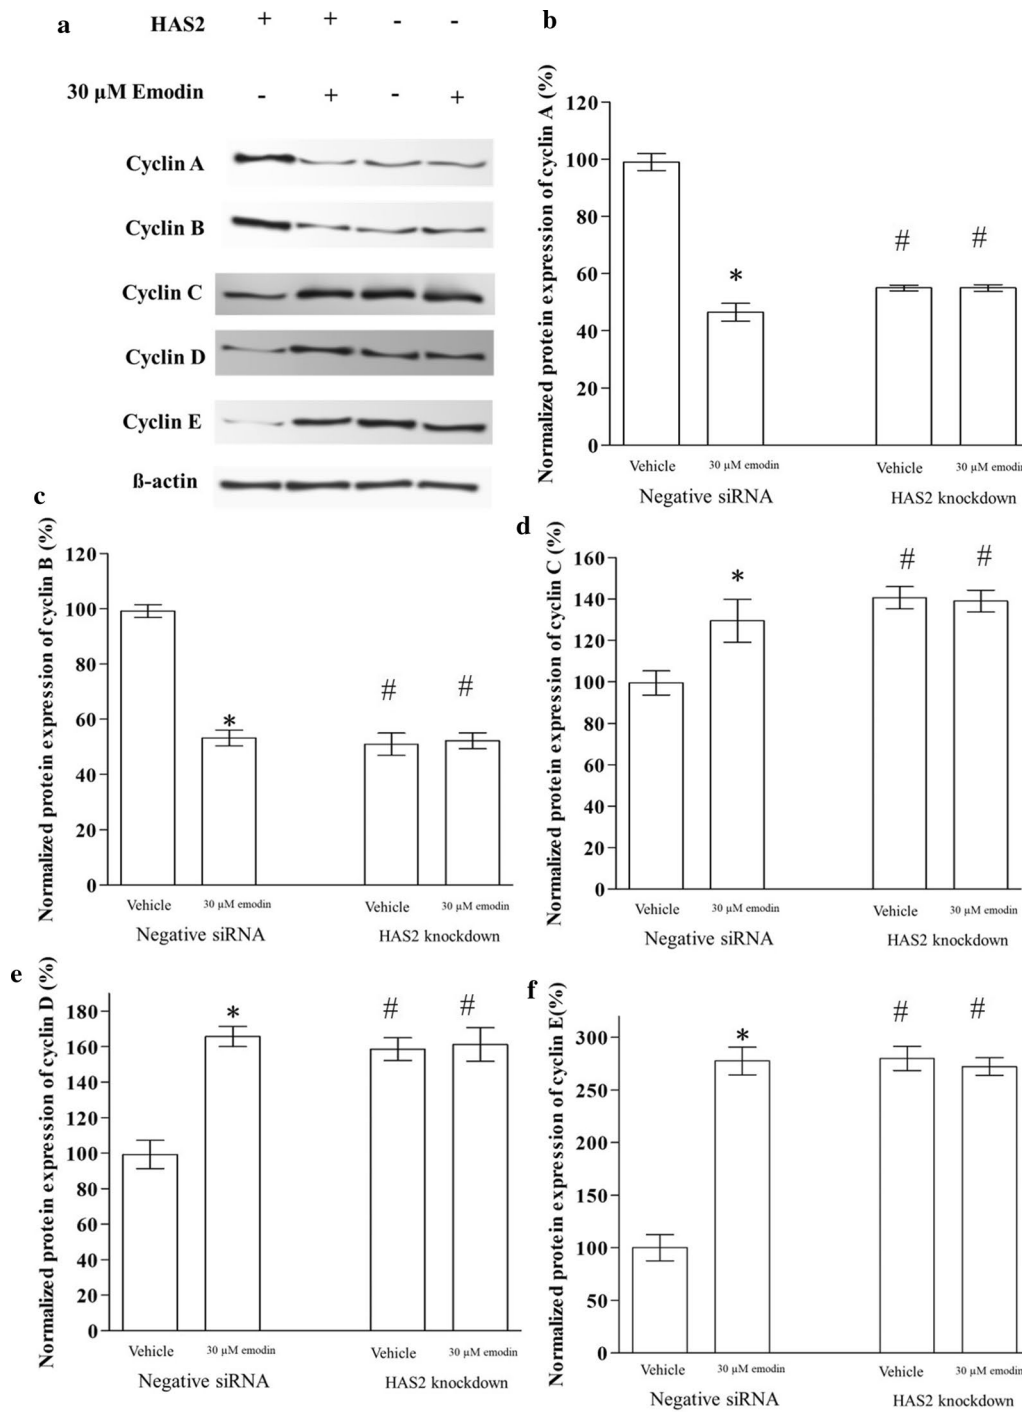 a
HAS2 + + - -
30 µM Emodin - + - +
Cyclin A
Cyclin B
Cyclin C
Cyclin D
Cyclin E
ß-actin
b
Normalized protein expression of cyclin A (%)
120
100
80
60
40
20
0
*
#
#
Vehicle 30 µM emodin Vehicle 30 µM emodin
Negative siRNA HAS2 knockdown
c
Normalized protein expression of cyclin B (%)
120
100
80
60
40
20
0
*
#
#
Vehicle 30 µM emodin Vehicle 30 µM emodin
Negative siRNA HAS2 knockdown
d
Normalized protein expression of cyclin C (%)
160
140
120
100
80
60
40
20
0
*
#
#
Vehicle 30 µM emodin Vehicle 30 µM emodin
Negative siRNA HAS2 knockdown
e
Normalized protein expression of cyclin D (%)
180
160
140
120
100
80
60
40
20
0
*
#
#
Vehicle 30 µM emodin Vehicle 30 µM emodin
Negative siRNA HAS2 knockdown
f
Normalized protein expression of cyclin E(%)
300
250
200
150
100
50
0
*
#
#
Vehicle 30 µM emodin Vehicle 30 µM emodin
Negative siRNA HAS2 knockdown